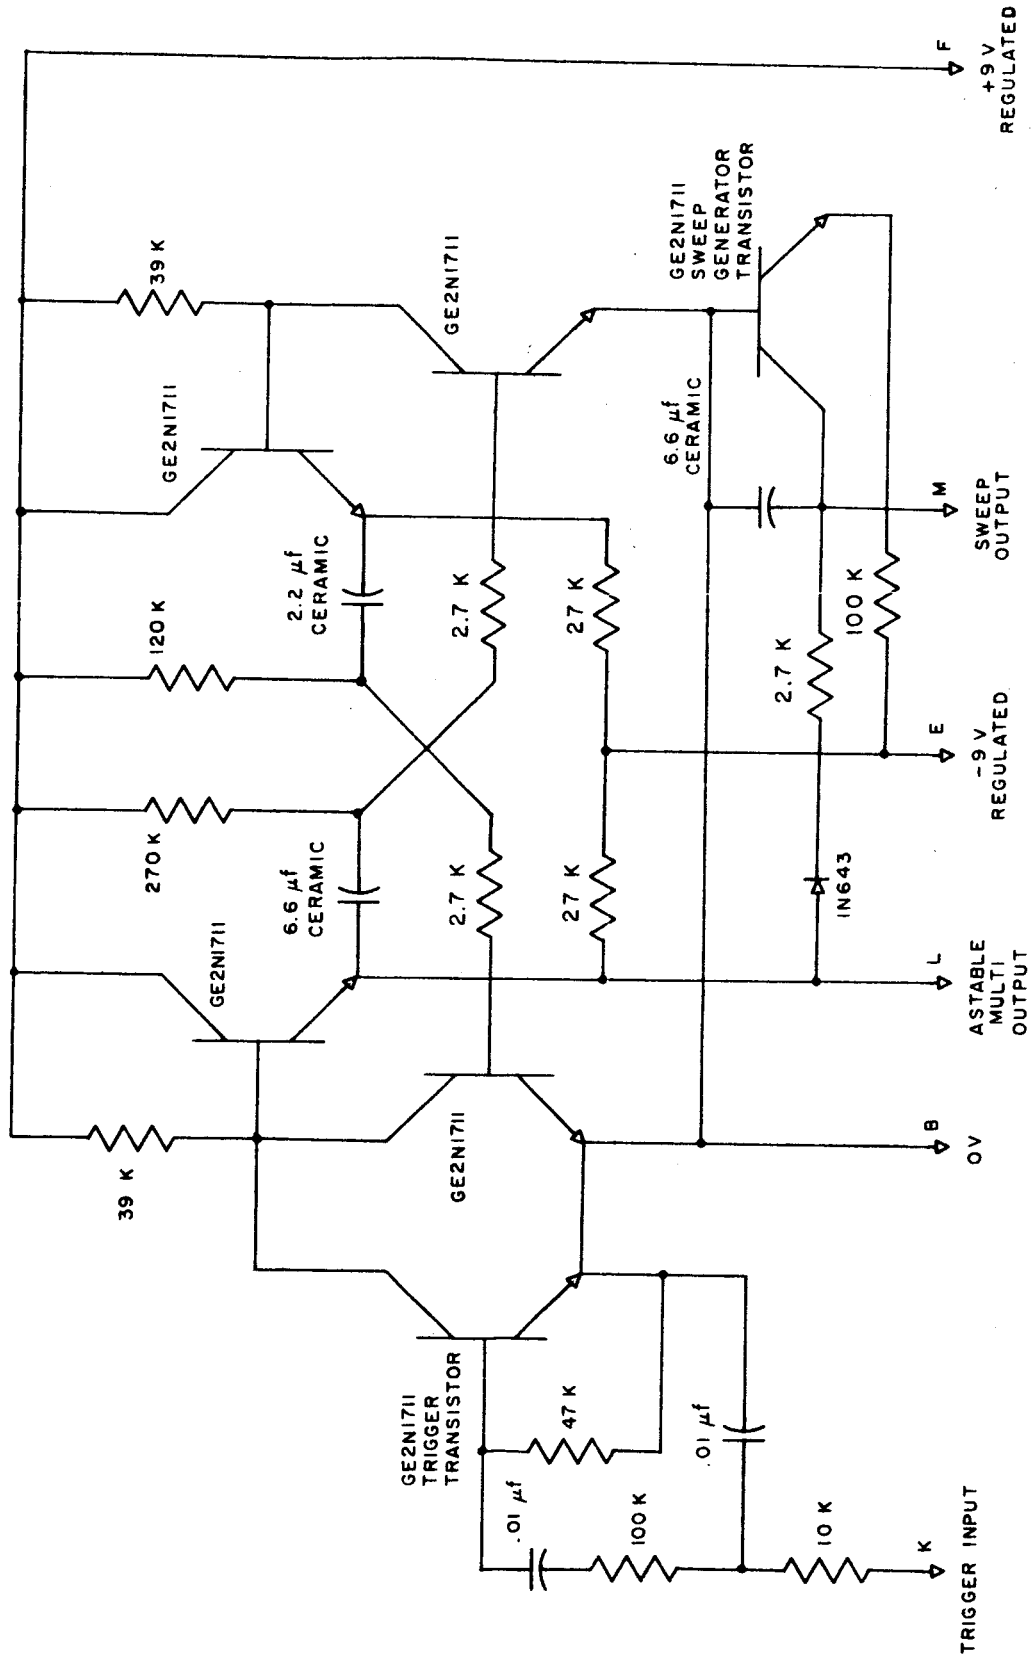 39 K
GE2N1711
270 K
120 K
GE2N1711
39 K
6.6 μf
CERAMIC
2.2 μf
CERAMIC
GE2N1711
TRIGGER
TRANSISTOR
GE2N1711
2.7 K
2.7 K
GE2N1711
.01 μf
47 K
27 K
27 K
100 K
.01 μf
6.6 μf
CERAMIC
GE2N1711
SWEEP
GENERATOR
TRANSISTOR
10 K
1N643
2.7 K
100 K
K
TRIGGER INPUT
B
0V
L
ASTABLE
MULTI
OUTPUT
E
-9 V
REGULATED
M
SWEEP
OUTPUT
F
+9 V
REGULATED